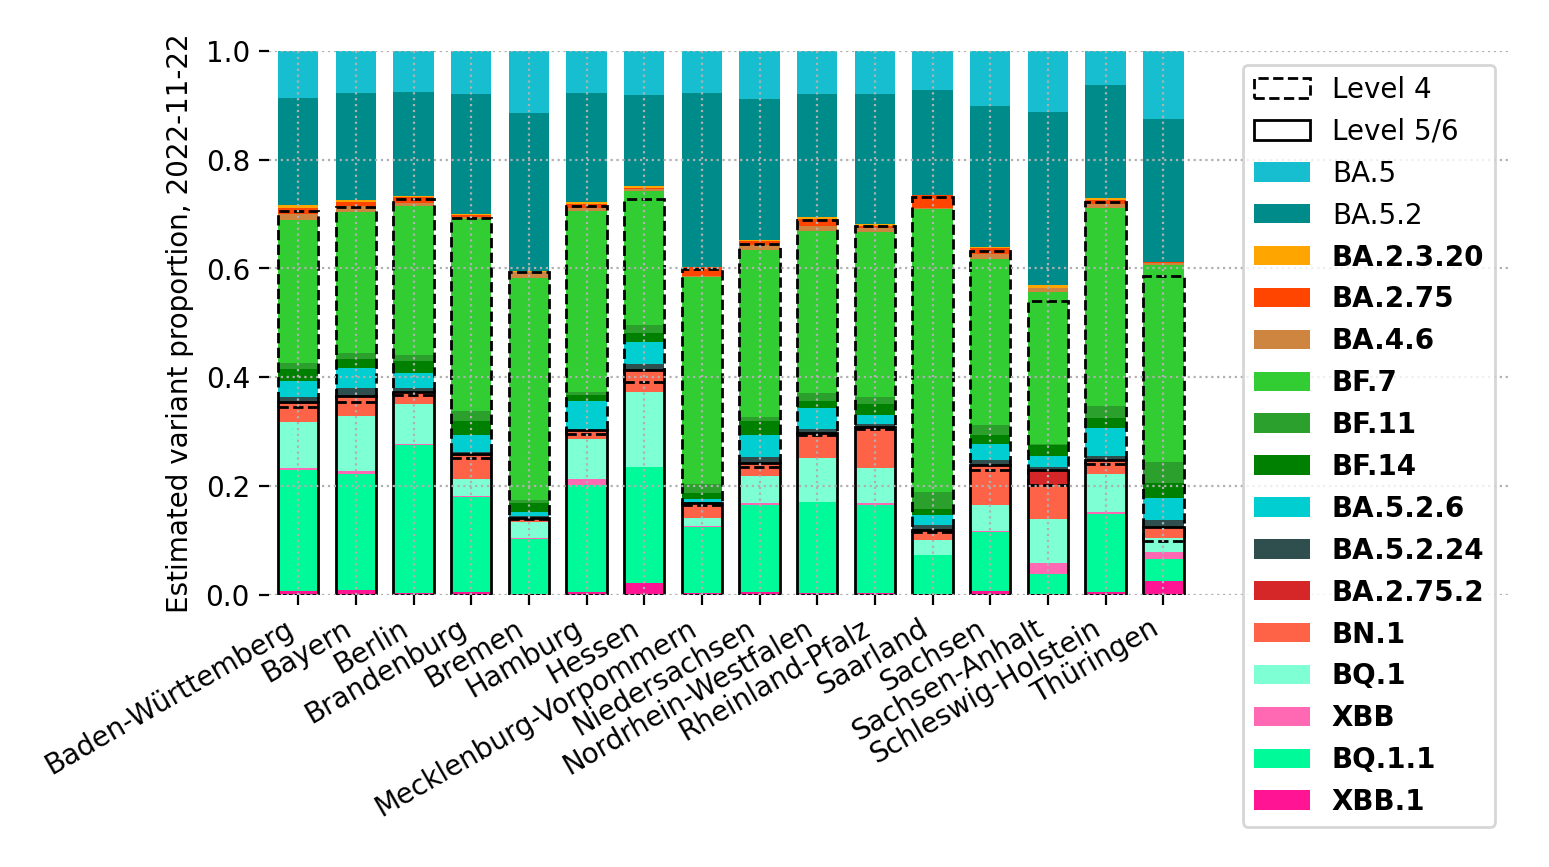 Estimated variant proportion, 2022-11-22
1.0
0.8
0.6
0.4
0.2
0.0
Baden-Württemberg
Bayern
Berlin
Brandenburg
Bremen
Hamburg
Hessen
Mecklenburg-Vorpommern
Niedersachsen
Nordrhein-Westfalen
Rheinland-Pfalz
Saarland
Sachsen
Sachsen-Anhalt
Schleswig-Holstein
Thüringen
Level 4
Level 5/6
BA.5
BA.5.2
BA.2.3.20
BA.2.75
BA.4.6
BF.7
BF.11
BF.14
BA.5.2.6
BA.5.2.24
BA.2.75.2
BN.1
BQ.1
XBB
BQ.1.1
XBB.1